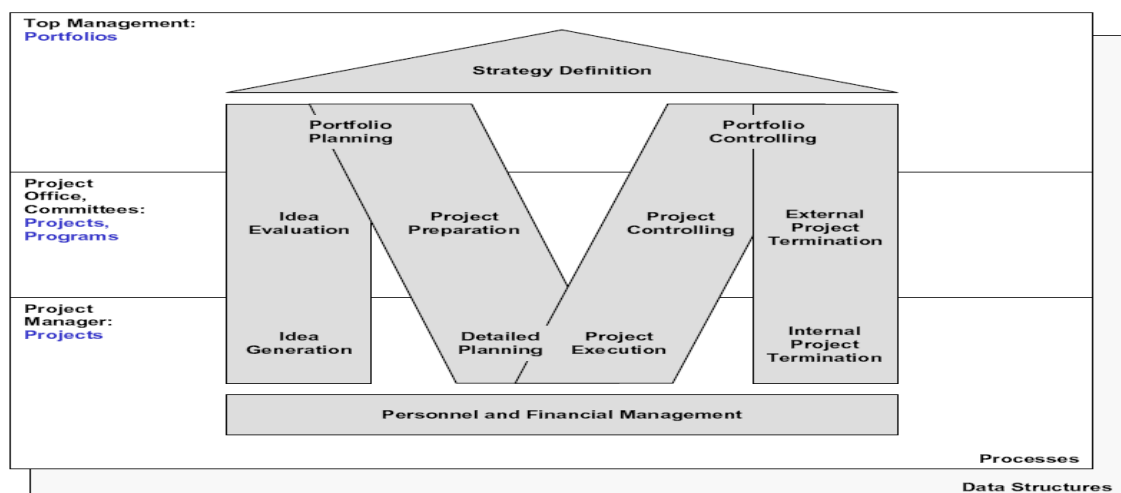 Top Management:
Portfolios
Strategy Definition
Portfolio
Planning
Portfolio
Controlling
Project
Office,
Committees:
Projects,
Programs
Idea
Evaluation
Project
Preparation
Project
Controlling
External
Project
Termination
Project
Manager:
Projects
Idea
Generation
Detailed
Planning
Project
Execution
Internal
Project
Termination
Personnel and Financial Management
Processes
Data Structures